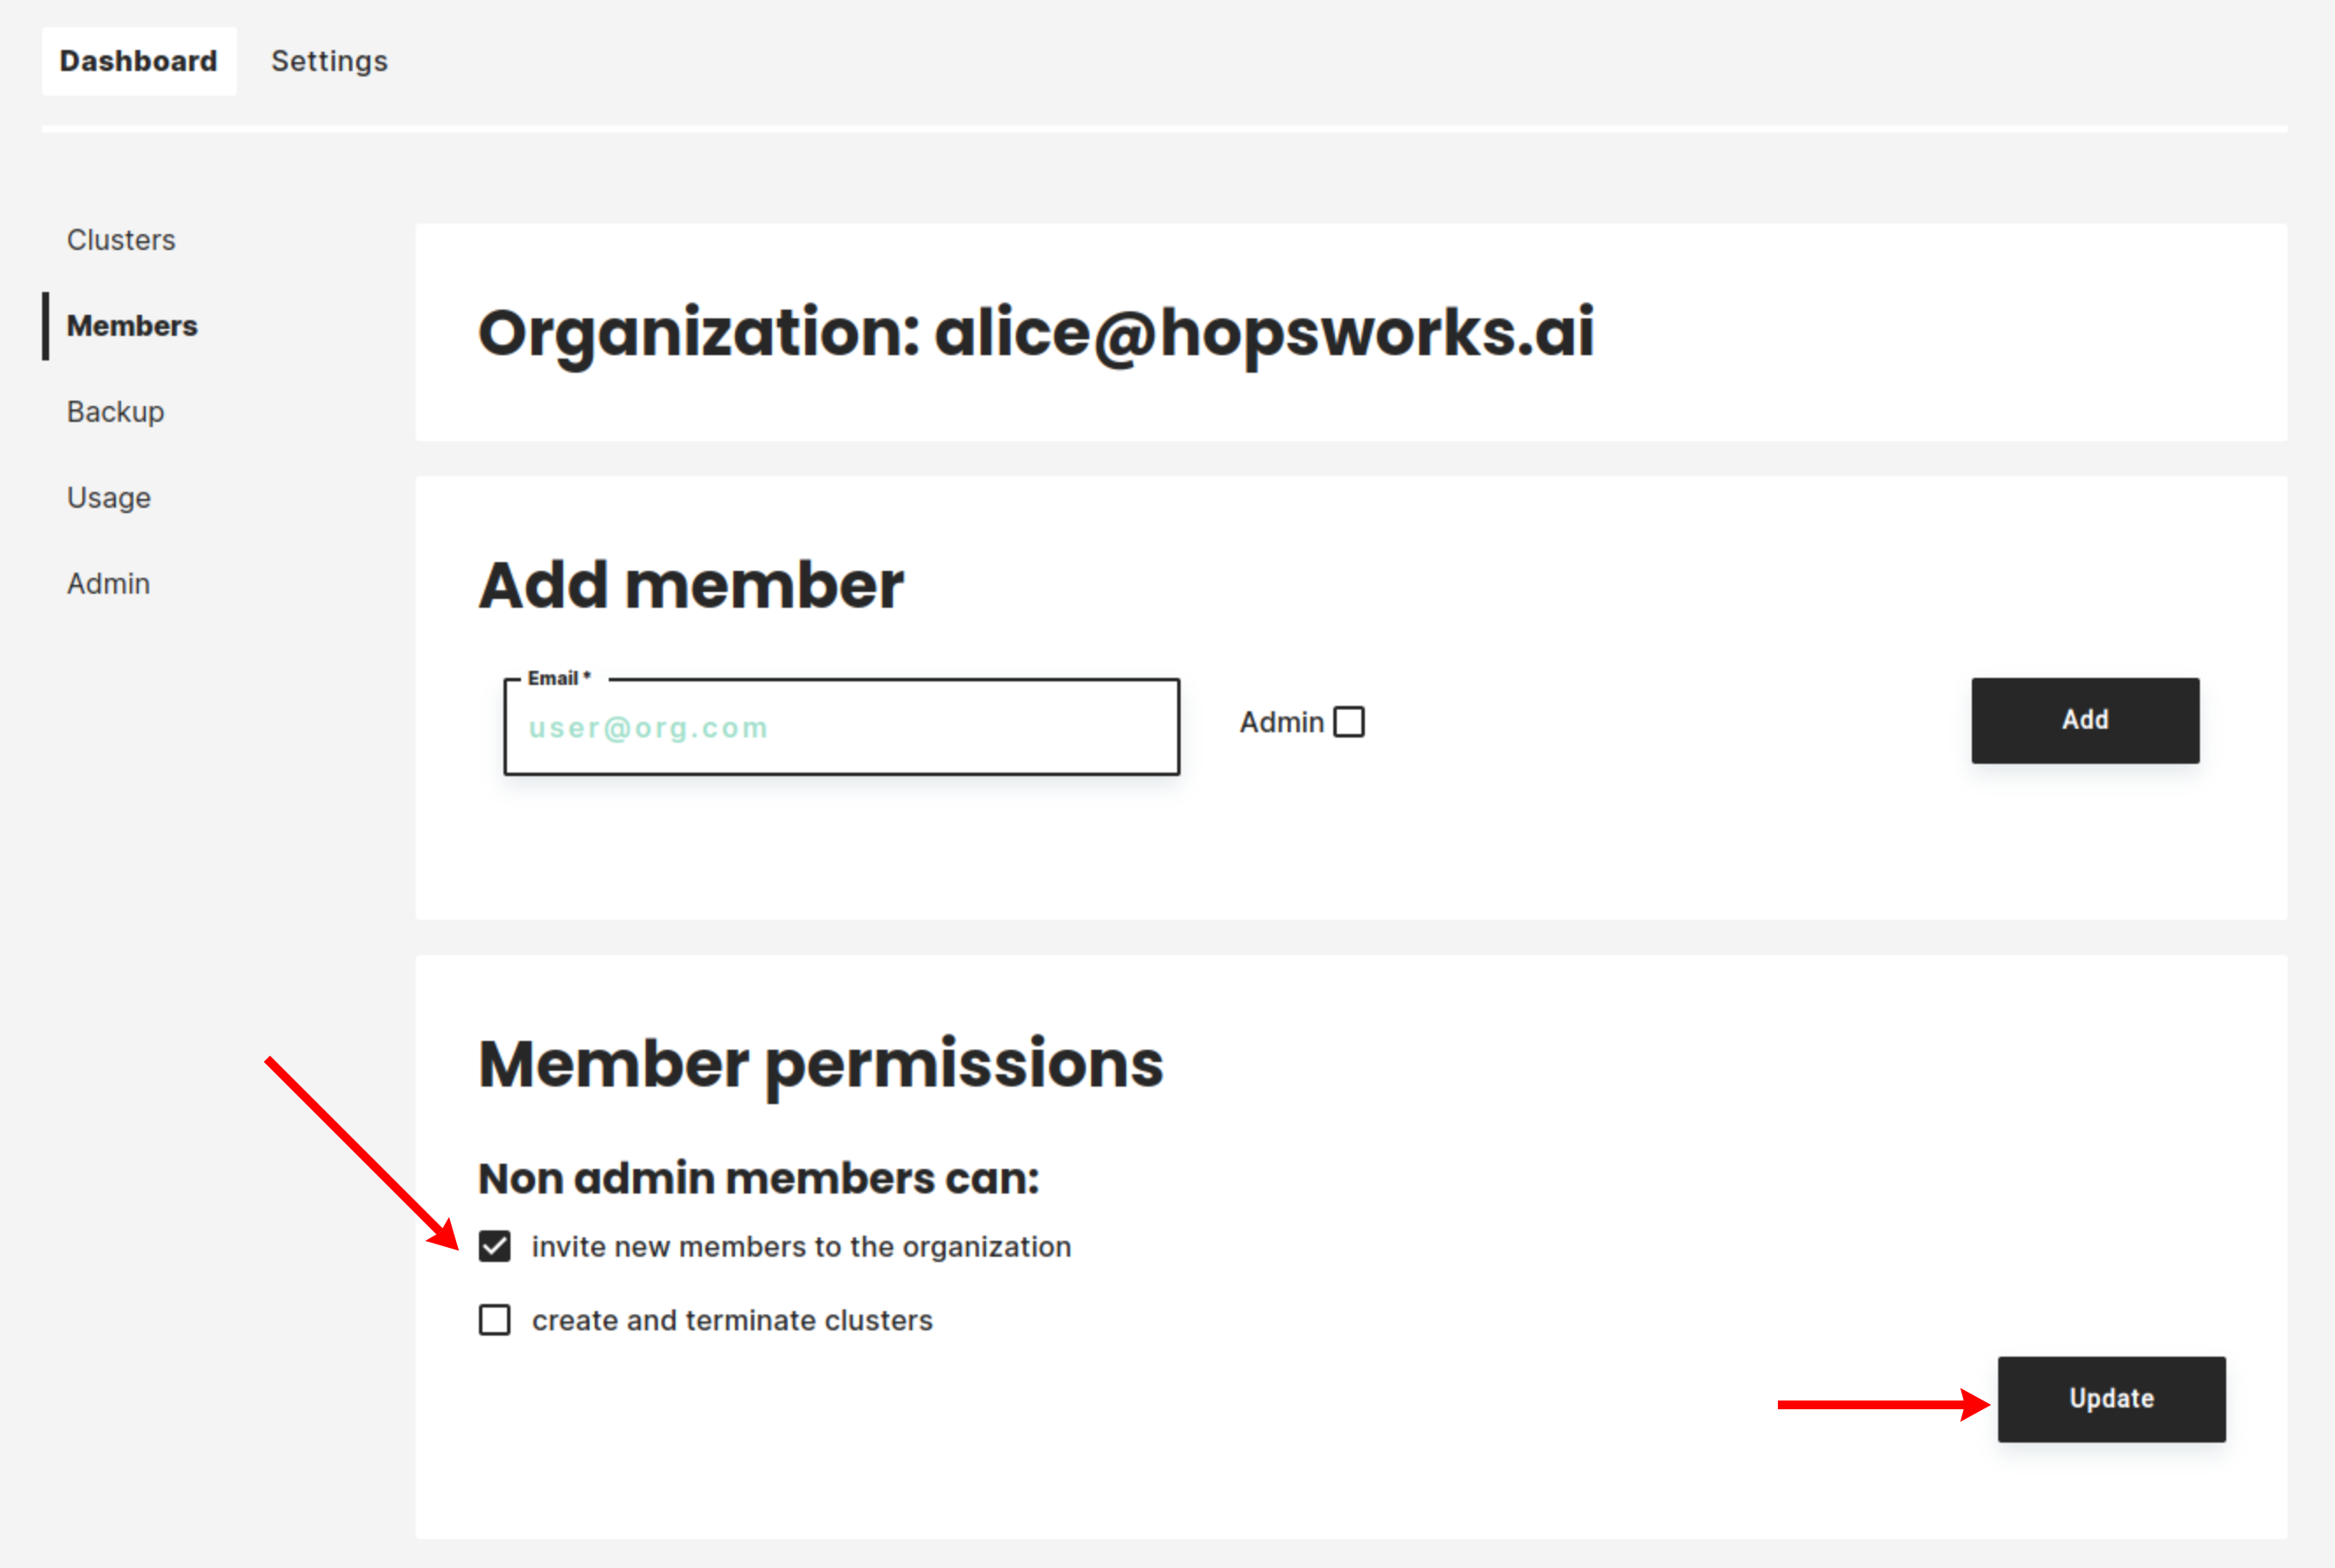 Dashboard Settings
Clusters
Members
Backup
Usage
Admin
Organization: alice@hopsworks.ai
Add member
Email *
user@org.com
Admin
Add
Member permissions
Non admin members can:
invite new members to the organization
create and terminate clusters
Update